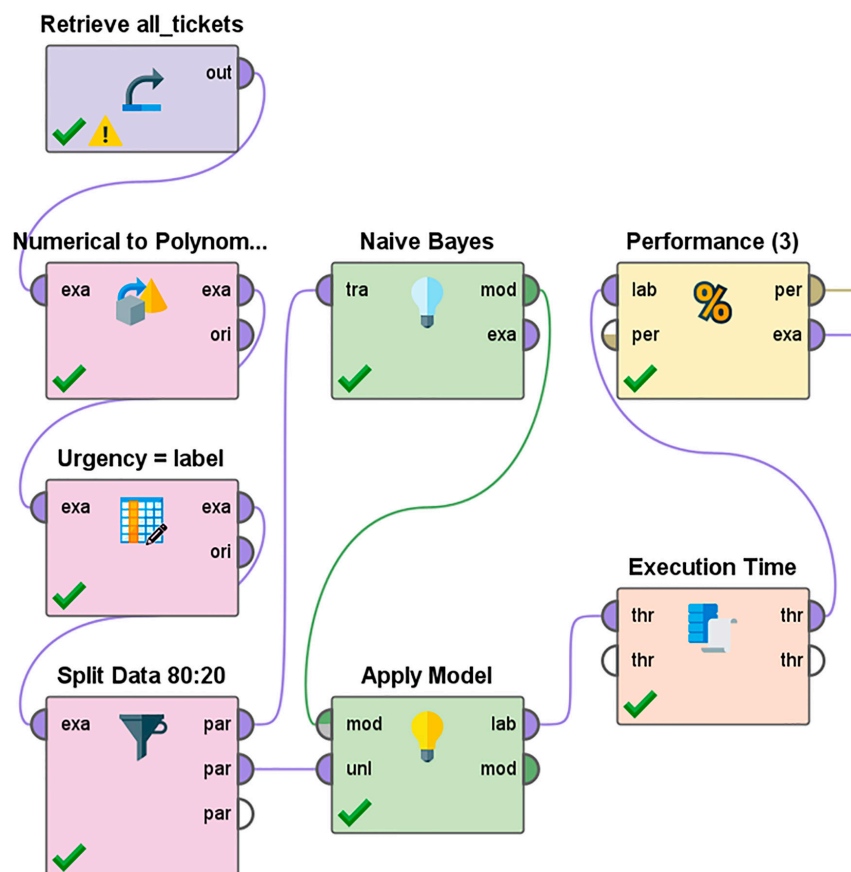 Retrieve all_tickets
out
!
Numerical to Polynom...
exa
exa
ori
Urgency = label
exa
exa
ori
Split Data 80:20
exa
par
par
par
Naive Bayes
tra
mod
exa
Apply Model
mod
lab
unl
mod
Performance (3)
%
lab
per
per
exa
Execution Time
thr
thr
thr
thr